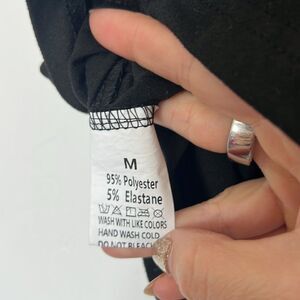 M
95% Polyester
5% Elastane
WASH WITH LIKE COLORS
HAND WASH COLD
DO NOT BLEACH